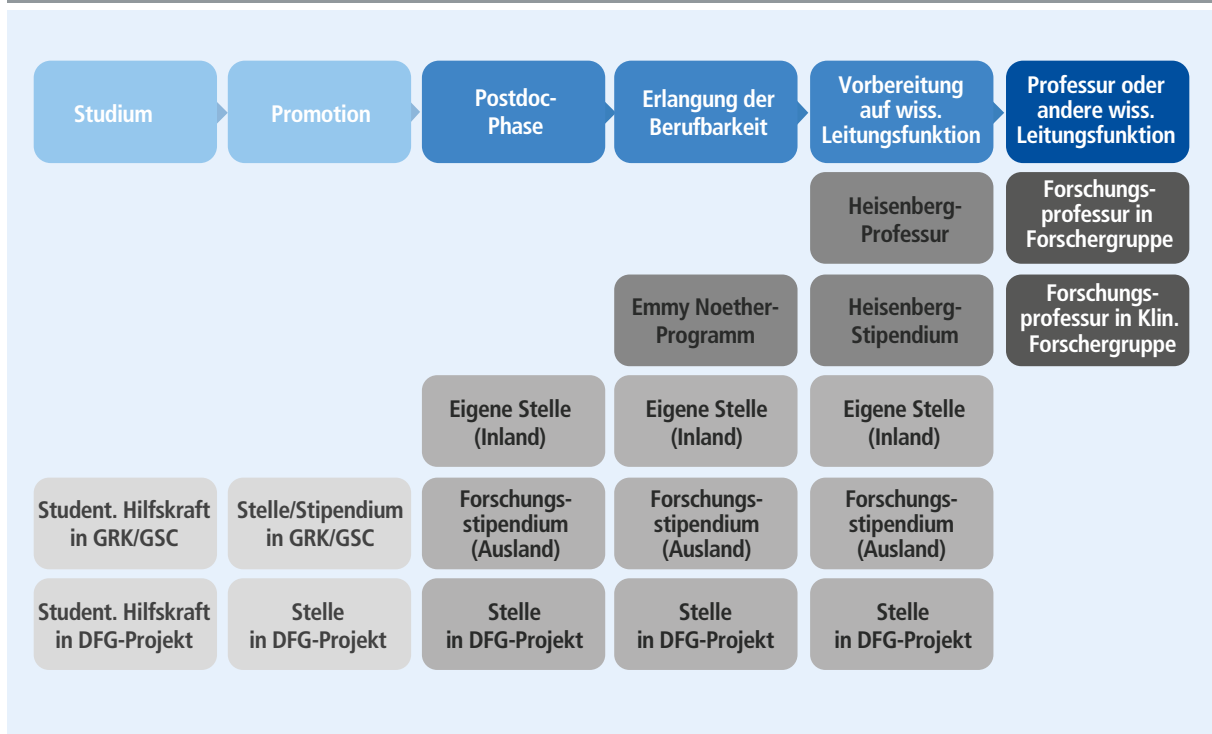 Studium
Promotion
Postdoc-
Phase
Erlangung der
Berufbarkeit
Vorbereitung
auf wiss.
Leitungsfunktion
Professur oder
andere wiss.
Leitungsfunktion
Heisenberg-
Professur
Forschungs-
professur in
Forschergruppe
Emmy Noether-
Programm
Heisenberg-
Stipendium
Forschungs-
professur in Klin.
Forschergruppe
Eigene Stelle
(Inland)
Eigene Stelle
(Inland)
Eigene Stelle
(Inland)
Student. Hilfskraft
in GRK/GSC
Stelle/Stipendium
in GRK/GSC
Forschungs-
stipendium
(Ausland)
Forschungs-
stipendium
(Ausland)
Forschungs-
stipendium
(Ausland)
Student. Hilfskraft
in DFG-Projekt
Stelle
in DFG-Projekt
Stelle
in DFG-Projekt
Stelle
in DFG-Projekt
Stelle
in DFG-Projekt